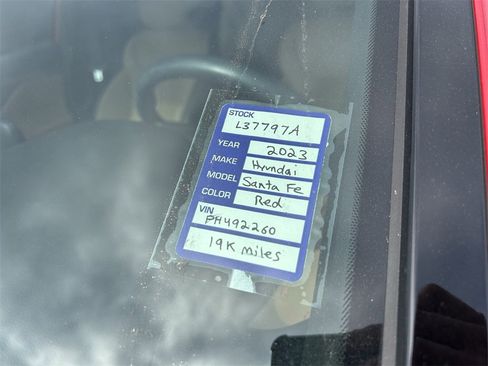 STOCK
L37797A
YEAR 2023
MAKE Hyundai
MODEL Santa Fe
COLOR Red
VIN
PH492260
19K Miles